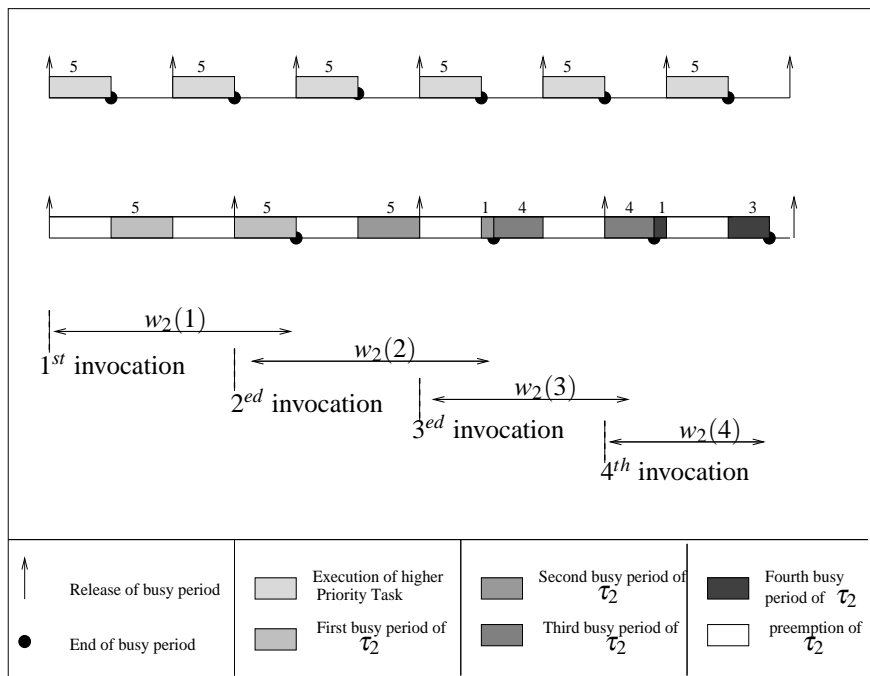 5 5 5 5 5 5
5 5 5 1 4 4 1 3
w₂(1)
1ˢᵗ invocation
w₂(2)
2ᵉᵈ invocation
w₂(3)
3ᵉᵈ invocation
w₂(4)
4ᵗʰ invocation
Release of busy period
End of busy period
Execution of higher
Priority Task
First busy period of
τ₂
Second busy period of
τ₂
Third busy period of
τ₂
Fourth busy
period of τ₂
preemption of
τ₂